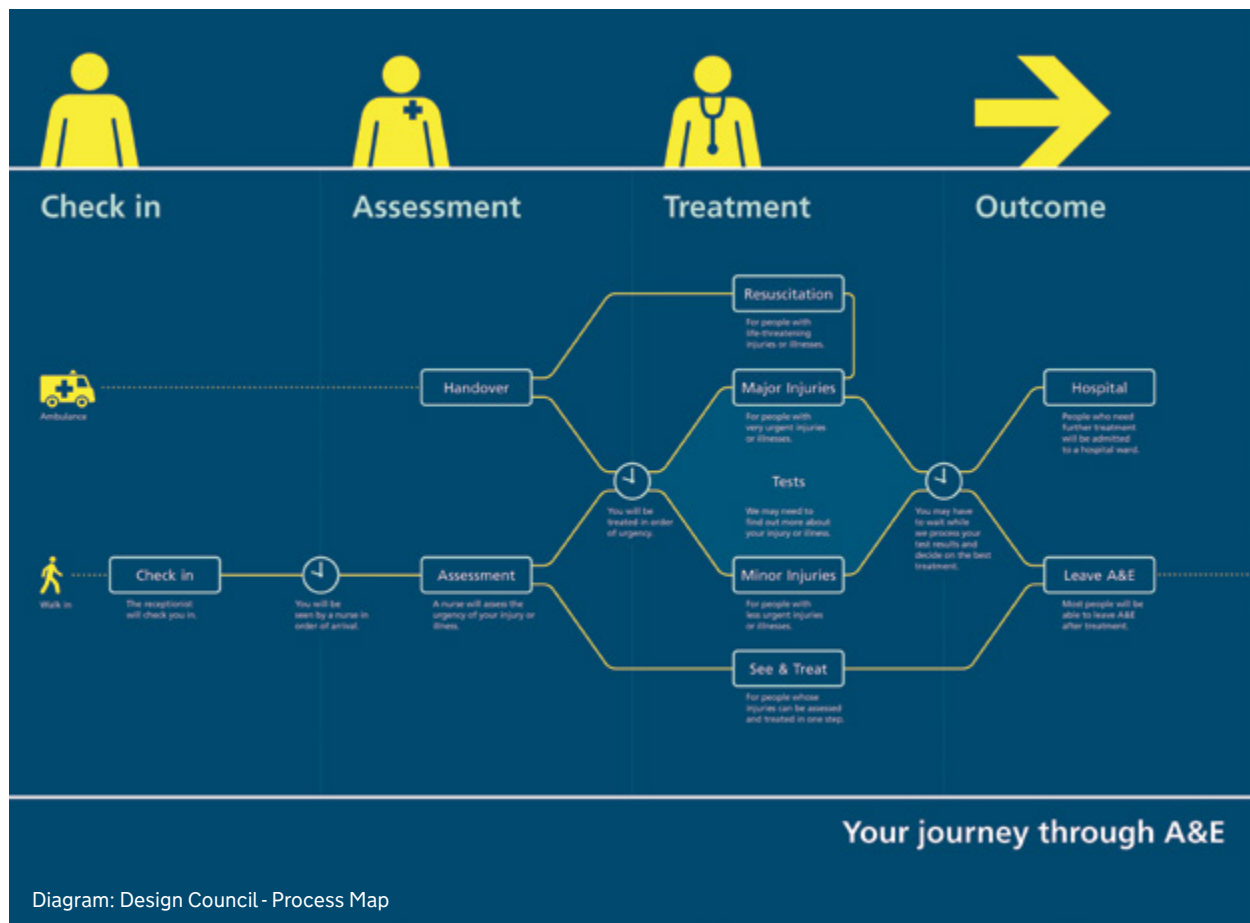 Check in
Assessment
Treatment
Outcome
Resuscitation
For people with
life-threatening
injuries or illnesses.
Ambulance
Handover
Major Injuries
For people with
very urgent injuries
or illnesses.
Hospital
People who need
further treatment
will be admitted
to a hospital ward.
You will be
treated in order
of urgency.
Tests
We may need to
find out more about
your injury or illness.
You may have
to wait while
we process your
test results and
decide on the best
treatment.
Walk in
Check in
The receptionist
will check you in.
You will be
seen by a nurse in
order of arrival.
Assessment
A nurse will assess the
urgency of your injury or
illness.
Minor Injuries
For people with
less urgent injuries
or illnesses.
Leave A&E
Most people will be
able to leave A&E
after treatment.
See & Treat
For people whose
injuries can be assessed
and treated in one step.
Your journey through A&E
Diagram: Design Council - Process Map